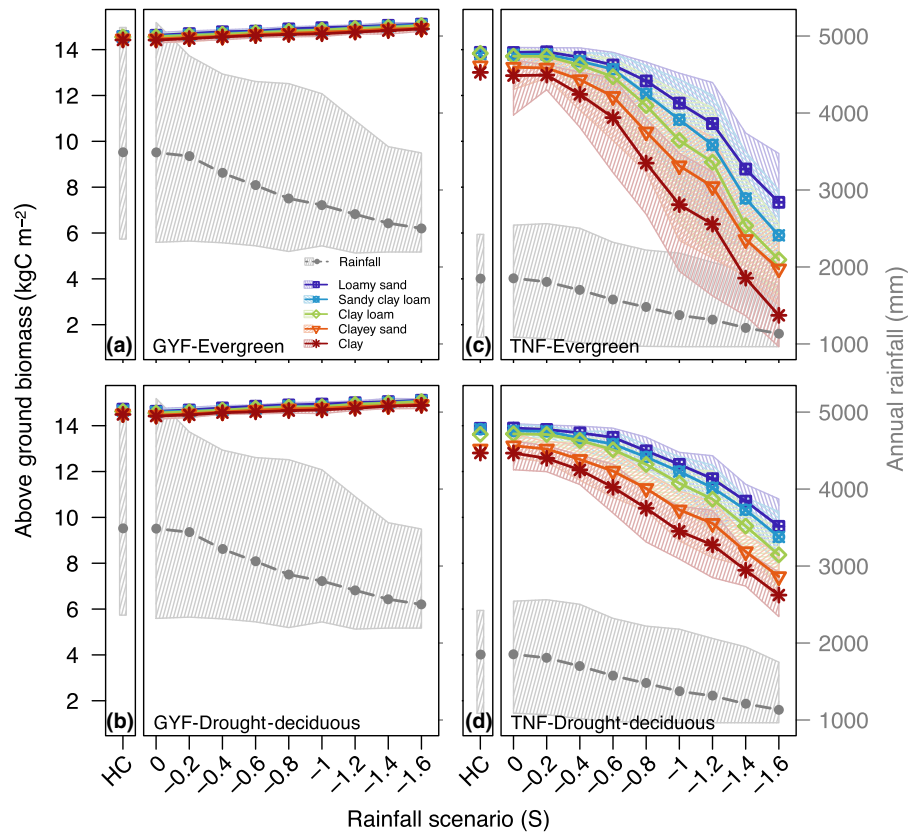 14
12
10
8
6
4
2
(a)
GYF-Evergreen
Rainfall
Loamy sand
Sandy clay loam
Clay loam
Clayey sand
Clay
(c)
TNF-Evergreen
5000
4000
3000
2000
1000
14
12
10
8
6
4
2
(b)
GYF-Drought-deciduous
(d)
TNF-Drought-deciduous
5000
4000
3000
2000
1000
Above ground biomass (kgC m−2)
Annual rainfall (mm)
HC 0 −0.2 −0.4 −0.6 −0.8 −1 −1.2 −1.4 −1.6
HC 0 −0.2 −0.4 −0.6 −0.8 −1 −1.2 −1.4 −1.6
Rainfall scenario (S)